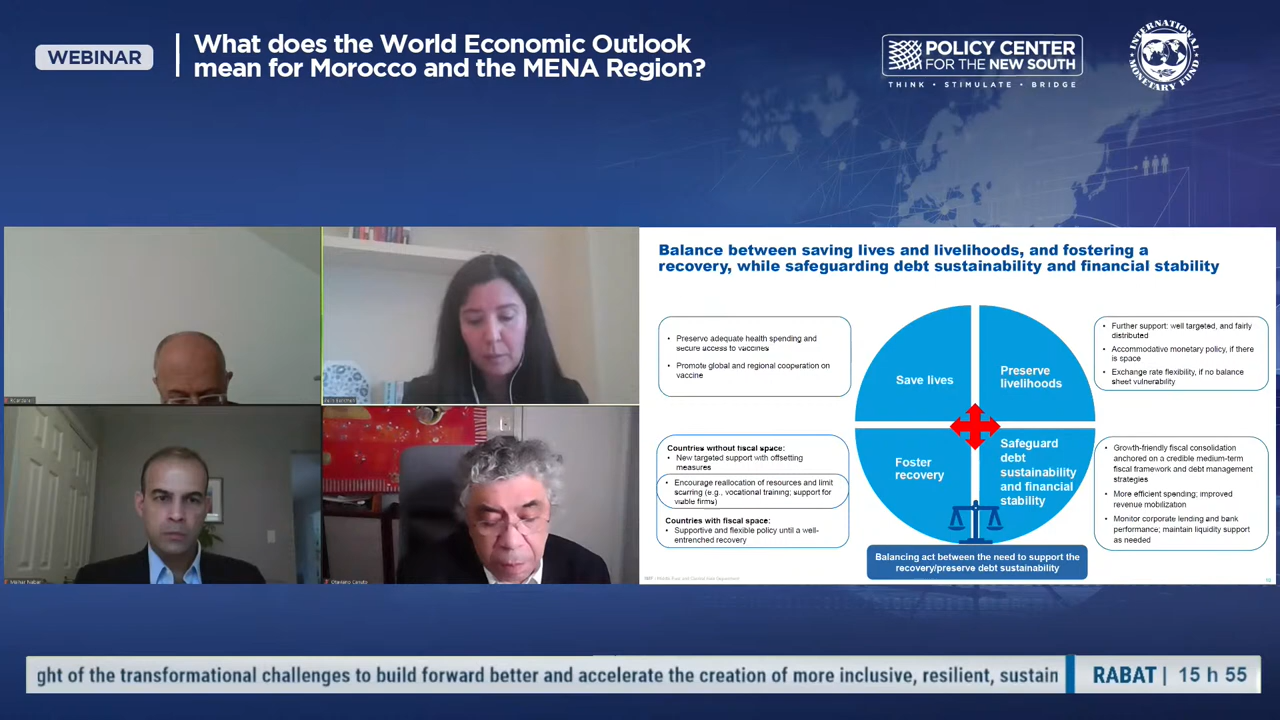 WEBINAR
What does the World Economic Outlook
mean for Morocco and the MENA Region?
POLICY CENTER
FOR THE NEW SOUTH
THINK • STIMULATE • BRIDGE
INTERNATIONAL
MONETARY FUND
Balance between saving lives and livelihoods, and fostering a
recovery, while safeguarding debt sustainability and financial stability
• Preserve adequate health spending and
secure access to vaccines
• Promote global and regional cooperation on
vaccine
Save lives
Preserve
livelihoods
• Further support: well targeted, and fairly
distributed
• Accommodative monetary policy, if there
is space
• Exchange rate flexibility, if no balance
sheet vulnerability
Countries without fiscal space:
• New targeted support with offsetting
measures
• Encourage reallocation of resources and limit
scarring (e.g., vocational training; support for
viable firms)
Countries with fiscal space:
• Supportive and flexible policy until a well-
entrenched recovery
Foster
recovery
Safeguard
debt
sustainability
and financial
stability
• Growth-friendly fiscal consolidation
anchored on a credible medium-term
fiscal framework and debt management
strategies
• More efficient spending; improved
revenue mobilization
• Monitor corporate lending and bank
performance; maintain liquidity support
as needed
Balancing act between the need to support the
recovery/preserve debt sustainability
Otaviano Canuto
ght of the transformational challenges to build forward better and accelerate the creation of more inclusive, resilient, sustain
RABAT | 15 h 55